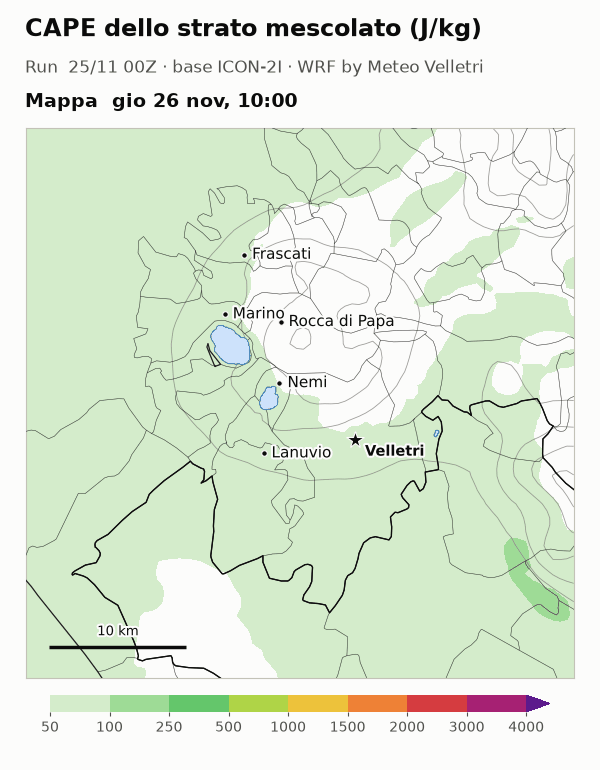 CAPE dello strato mescolato (J/kg)
Run  25/11 00Z · base ICON-2I · WRF by Meteo Velletri
Mappa  gio 26 nov, 10:00
Frascati
Marino
Rocca di Papa
Nemi
Velletri
Lanuvio
10 km
50 100 250 500 1000 1500 2000 3000 4000